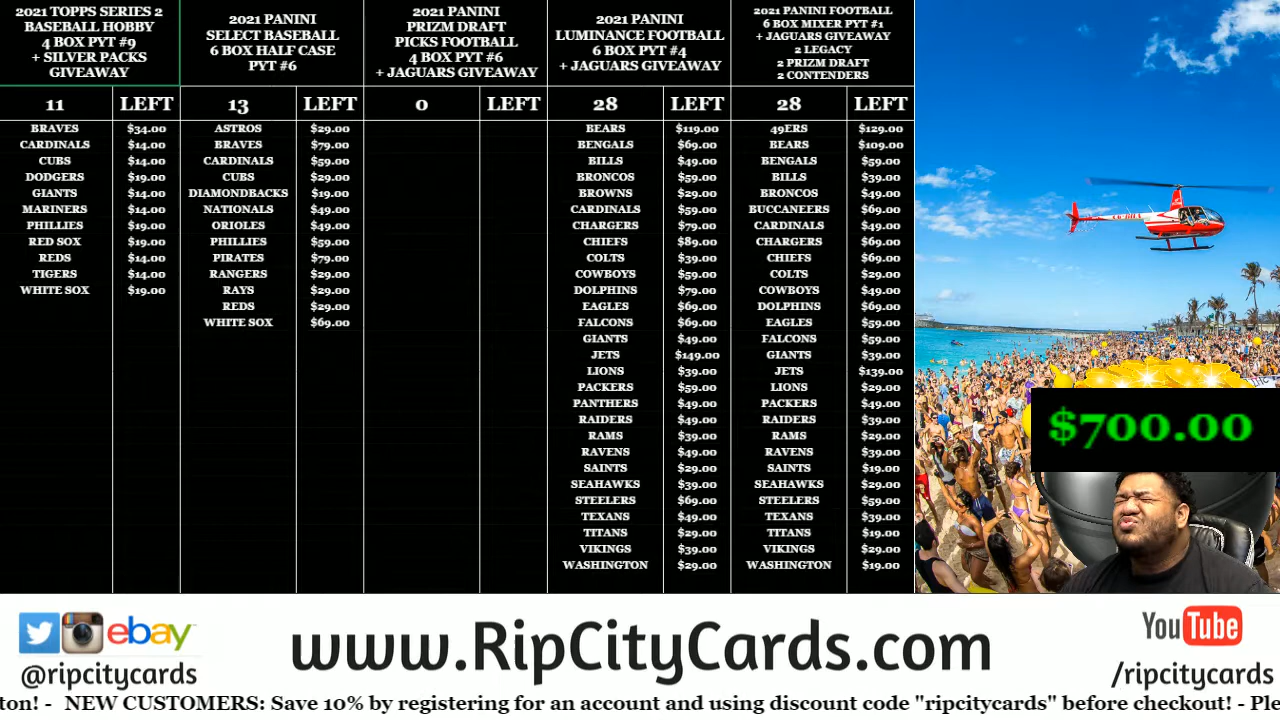 2021 TOPPS SERIES 2
BASEBALL HOBBY
4 BOX PYT #9
+ SILVER PACKS
GIVEAWAY
11 LEFT
BRAVES $34.00
CARDINALS $14.00
CUBS $14.00
DODGERS $19.00
GIANTS $14.00
MARINERS $14.00
PHILLIES $19.00
RED SOX $19.00
REDS $14.00
TIGERS $14.00
WHITE SOX $19.00
2021 PANINI
SELECT BASEBALL
6 BOX HALF CASE
PYT #6
13 LEFT
ASTROS $29.00
BRAVES $79.00
CARDINALS $59.00
CUBS $29.00
DIAMONDBACKS $19.00
NATIONALS $49.00
ORIOLES $49.00
PHILLIES $59.00
PIRATES $79.00
RANGERS $29.00
RAYS $29.00
REDS $29.00
WHITE SOX $69.00
2021 PANINI
PRIZM DRAFT
PICKS FOOTBALL
4 BOX PYT #6
+ JAGUARS GIVEAWAY
0 LEFT
2021 PANINI
LUMINANCE FOOTBALL
6 BOX PYT #4
+ JAGUARS GIVEAWAY
28 LEFT
BEARS $119.00
BENGALS $69.00
BILLS $49.00
BRONCOS $59.00
BROWNS $29.00
CARDINALS $59.00
CHARGERS $79.00
CHIEFS $89.00
COLTS $39.00
COWBOYS $59.00
DOLPHINS $79.00
EAGLES $69.00
FALCONS $69.00
GIANTS $49.00
JETS $149.00
LIONS $39.00
PACKERS $59.00
PANTHERS $49.00
RAIDERS $49.00
RAMS $39.00
RAVENS $49.00
SAINTS $29.00
SEAHAWKS $39.00
STEELERS $69.00
TEXANS $49.00
TITANS $29.00
VIKINGS $39.00
WASHINGTON $29.00
2021 PANINI FOOTBALL
6 BOX MIXER PYT #1
+ JAGUARS GIVEAWAY
2 LEGACY
2 PRIZM DRAFT
2 CONTENDERS
28 LEFT
49ERS $129.00
BEARS $109.00
BENGALS $59.00
BILLS $39.00
BRONCOS $49.00
BUCCANEERS $69.00
CARDINALS $49.00
CHARGERS $69.00
CHIEFS $69.00
COLTS $29.00
COWBOYS $49.00
DOLPHINS $69.00
EAGLES $59.00
FALCONS $59.00
GIANTS $39.00
JETS $139.00
LIONS $29.00
PACKERS $49.00
RAIDERS $39.00
RAMS $29.00
RAVENS $39.00
SAINTS $19.00
SEAHAWKS $29.00
STEELERS $59.00
TEXANS $39.00
TITANS $19.00
VIKINGS $29.00
WASHINGTON $19.00
$700.00
ebay
@ripcitycards
www.RipCityCards.com
YouTube
/ripcitycards
ton! - NEW CUSTOMERS: Save 10% by registering for an account and using discount code "ripcitycards" before checkout! - Ple